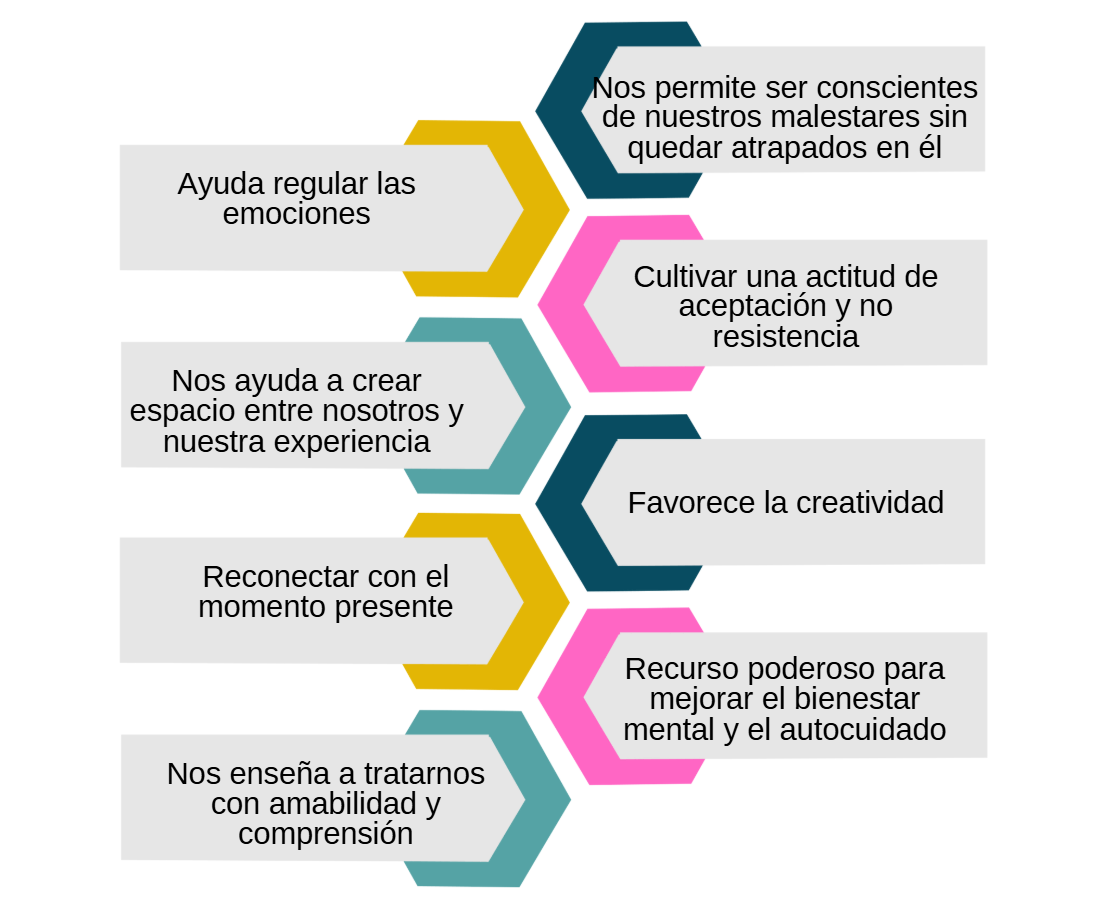 Nos permite ser conscientes
de nuestros malestares sin
quedar atrapados en él
Ayuda regular las
emociones
Cultivar una actitud de
aceptación y no
resistencia
Nos ayuda a crear
espacio entre nosotros y
nuestra experiencia
Favorece la creatividad
Reconectar con el
momento presente
Recurso poderoso para
mejorar el bienestar
mental y el autocuidado
Nos enseña a tratarnos
con amabilidad y
comprensión